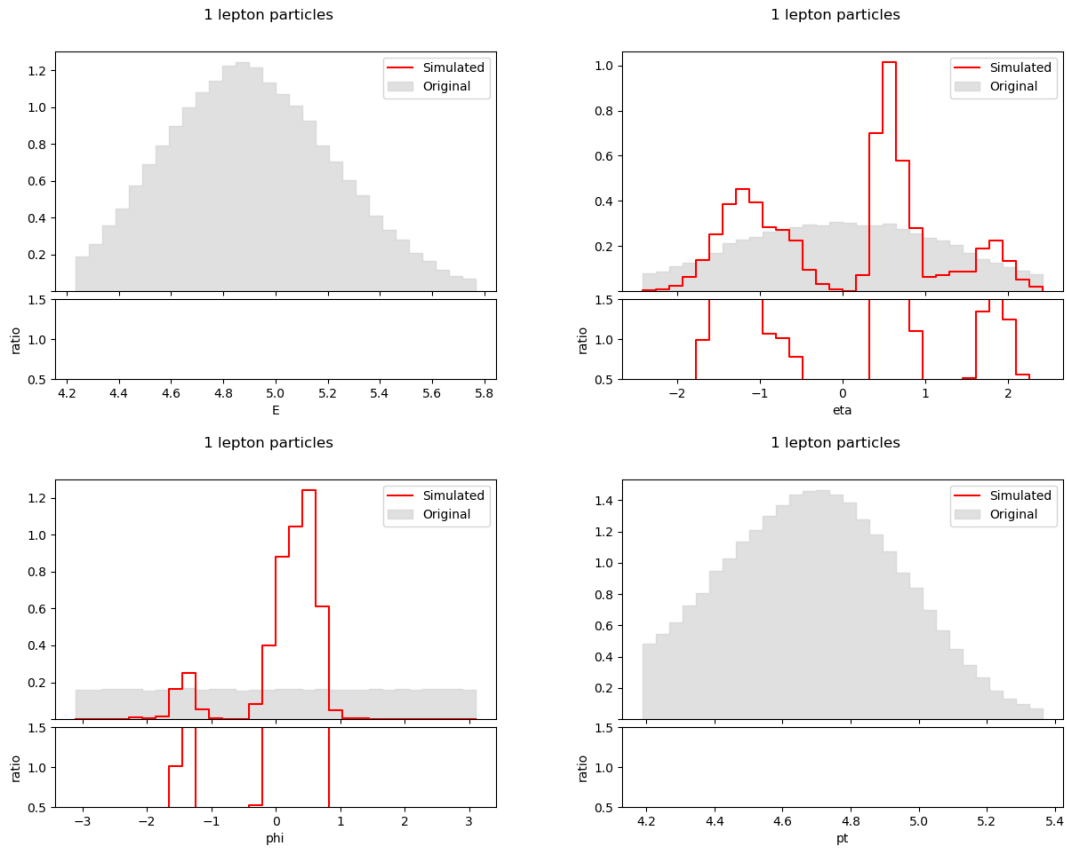 1 lepton particles
Simulated
Original
1.2
1.0
0.8
0.6
0.4
0.2
1.5
1.0
0.5
ratio
4.2 4.4 4.6 4.8 5.0 5.2 5.4 5.6 5.8
E
1 lepton particles
Simulated
Original
1.0
0.8
0.6
0.4
0.2
1.5
1.0
0.5
ratio
−2 −1 0 1 2
eta
1 lepton particles
Simulated
Original
1.2
1.0
0.8
0.6
0.4
0.2
1.5
1.0
0.5
ratio
−3 −2 −1 0 1 2 3
phi
1 lepton particles
Simulated
Original
1.4
1.2
1.0
0.8
0.6
0.4
0.2
1.5
1.0
0.5
ratio
4.2 4.4 4.6 4.8 5.0 5.2 5.4
pt